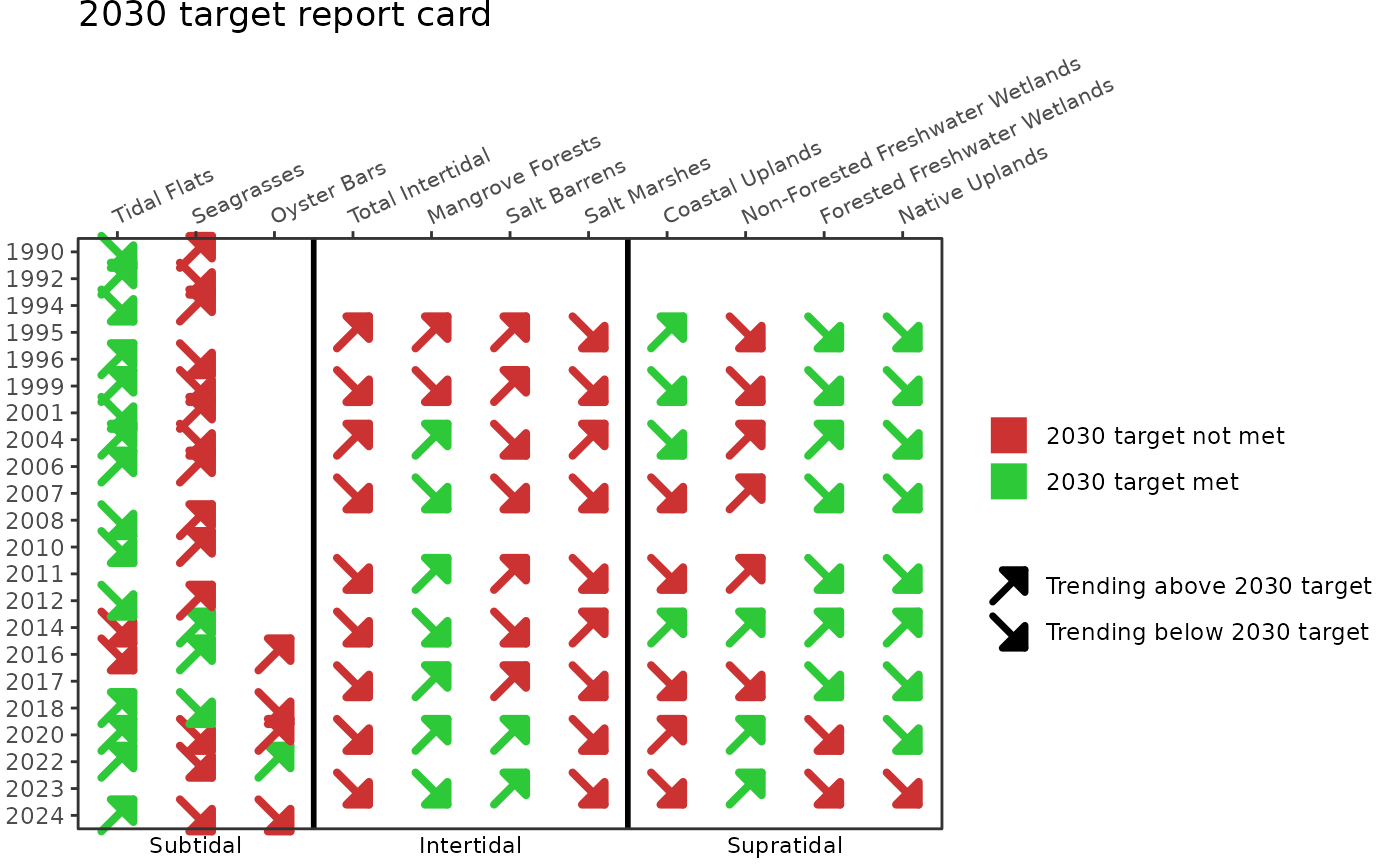 2030 target report card
Tidal Flats
Seagrasses
Oyster Bars
Total Intertidal
Mangrove Forests
Salt Barrens
Salt Marshes
Coastal Uplands
Non-Forested Freshwater Wetlands
Forested Freshwater Wetlands
Native Uplands
1990
1992
1994
1995
1996
1999
2001
2004
2006
2007
2008
2010
2011
2012
2014
2016
2017
2018
2020
2022
2023
2024
Subtidal
Intertidal
Supratidal
2030 target not met
2030 target met
Trending above 2030 target
Trending below 2030 target